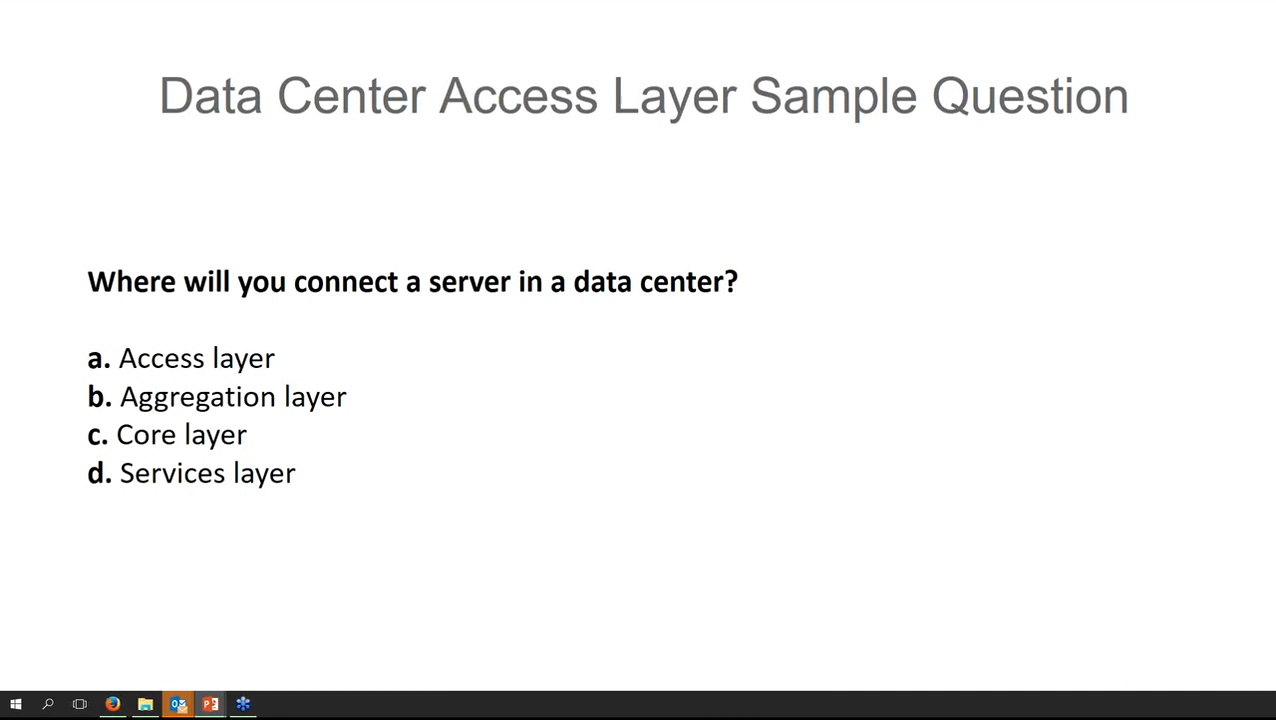 Data Center Access Layer Sample Question
Where will you connect a server in a data center?
a. Access layer
b. Aggregation layer
c. Core layer
d. Services layer